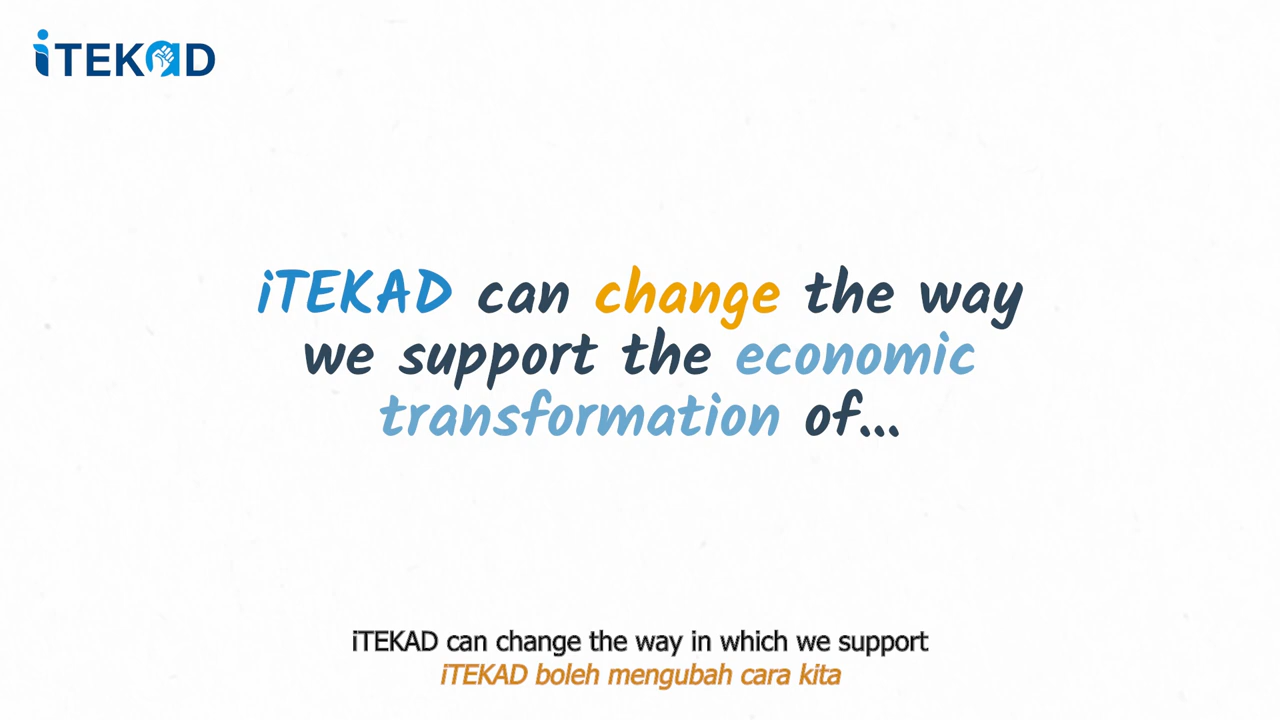 iTEKAD
iTEKAD can change the way
we support the economic
transformation of...
iTEKAD can change the way in which we support
iTEKAD boleh mengubah cara kita